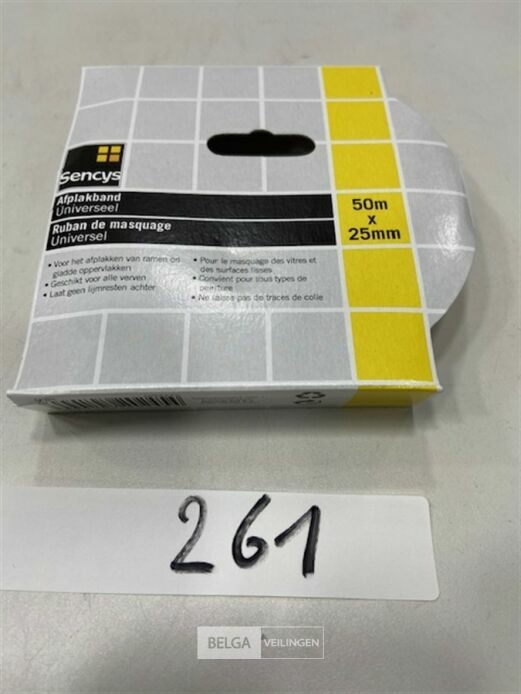 Sencys
Afplakband
Universeel
Ruban de masquage
Universel
50m
x
25mm
• Voor het afplakken van ramen en
gladde oppervlakken
• Geschikt voor alle verven
• Laat geen lijmresten achter
• Pour le masquage des vitres et
des surfaces lisses
• Convient pour tous types de
peinture
• Ne laisse pas de traces de colle
261
BELGA VEILINGEN